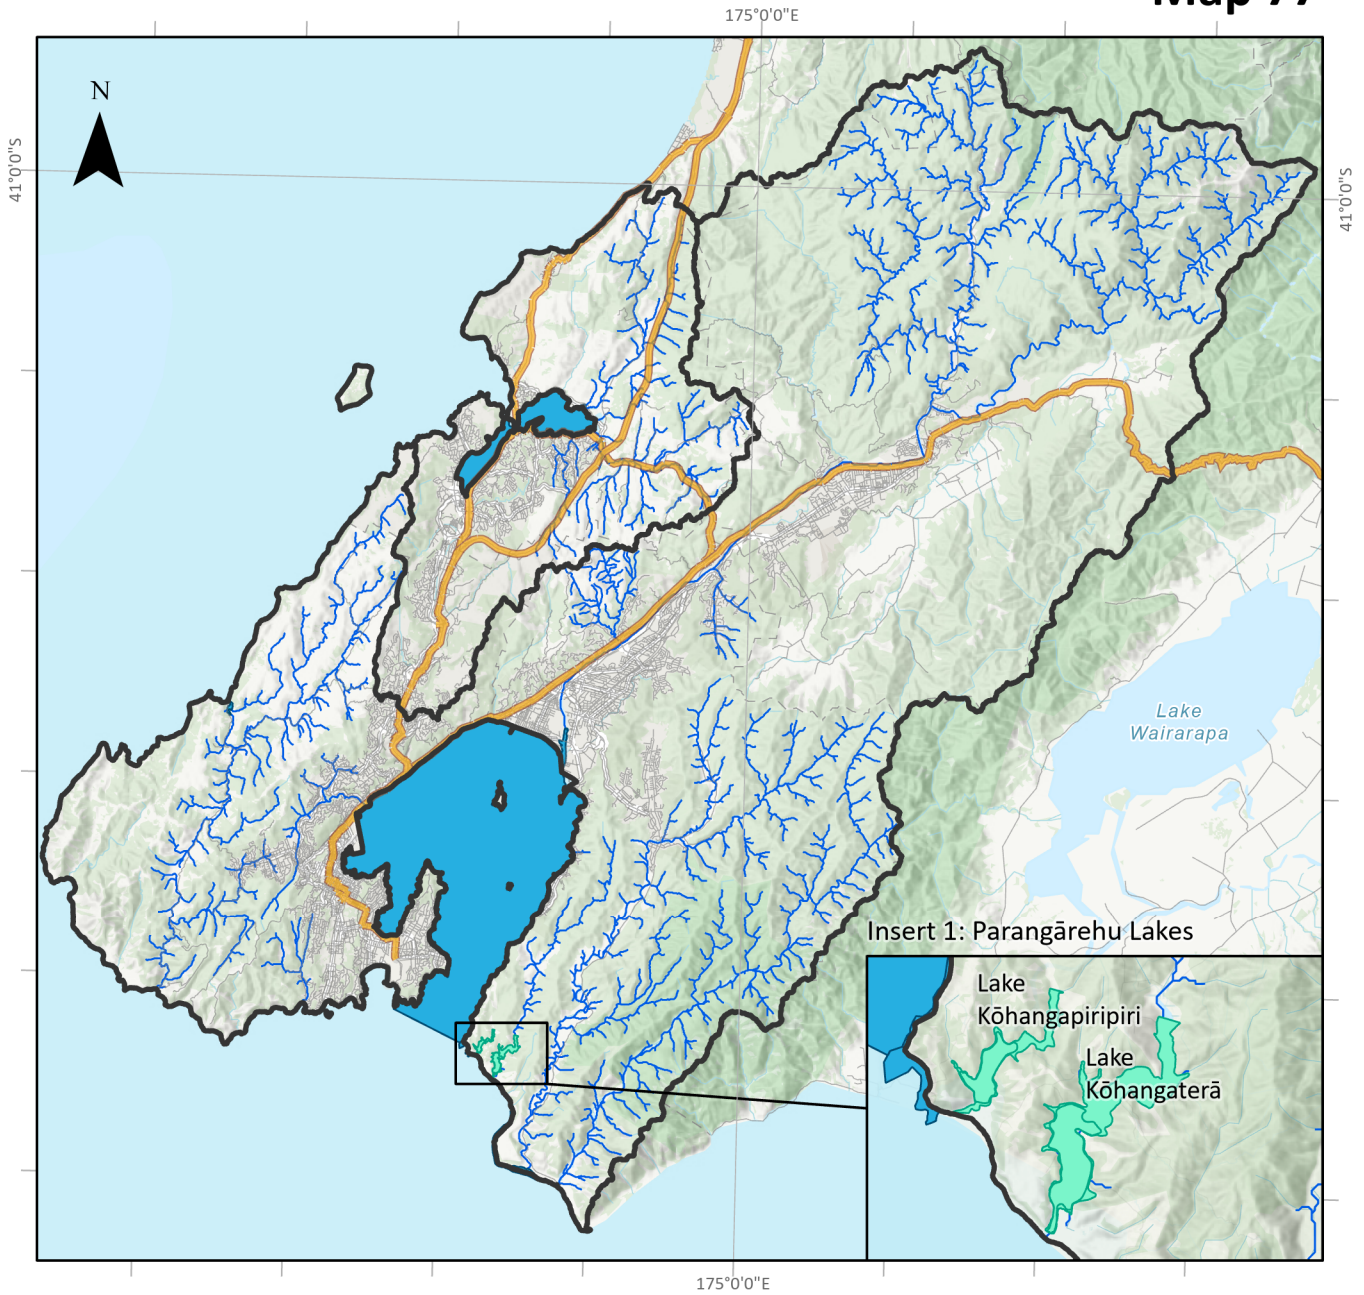 175°0'0"E
N
41°0'0"S
41°0'0"S
Lake
Wairarapa
Insert 1: Parangārehu Lakes
Lake
Kōhangapiripiri
Lake
Kōhangaterā
175°0'0"E